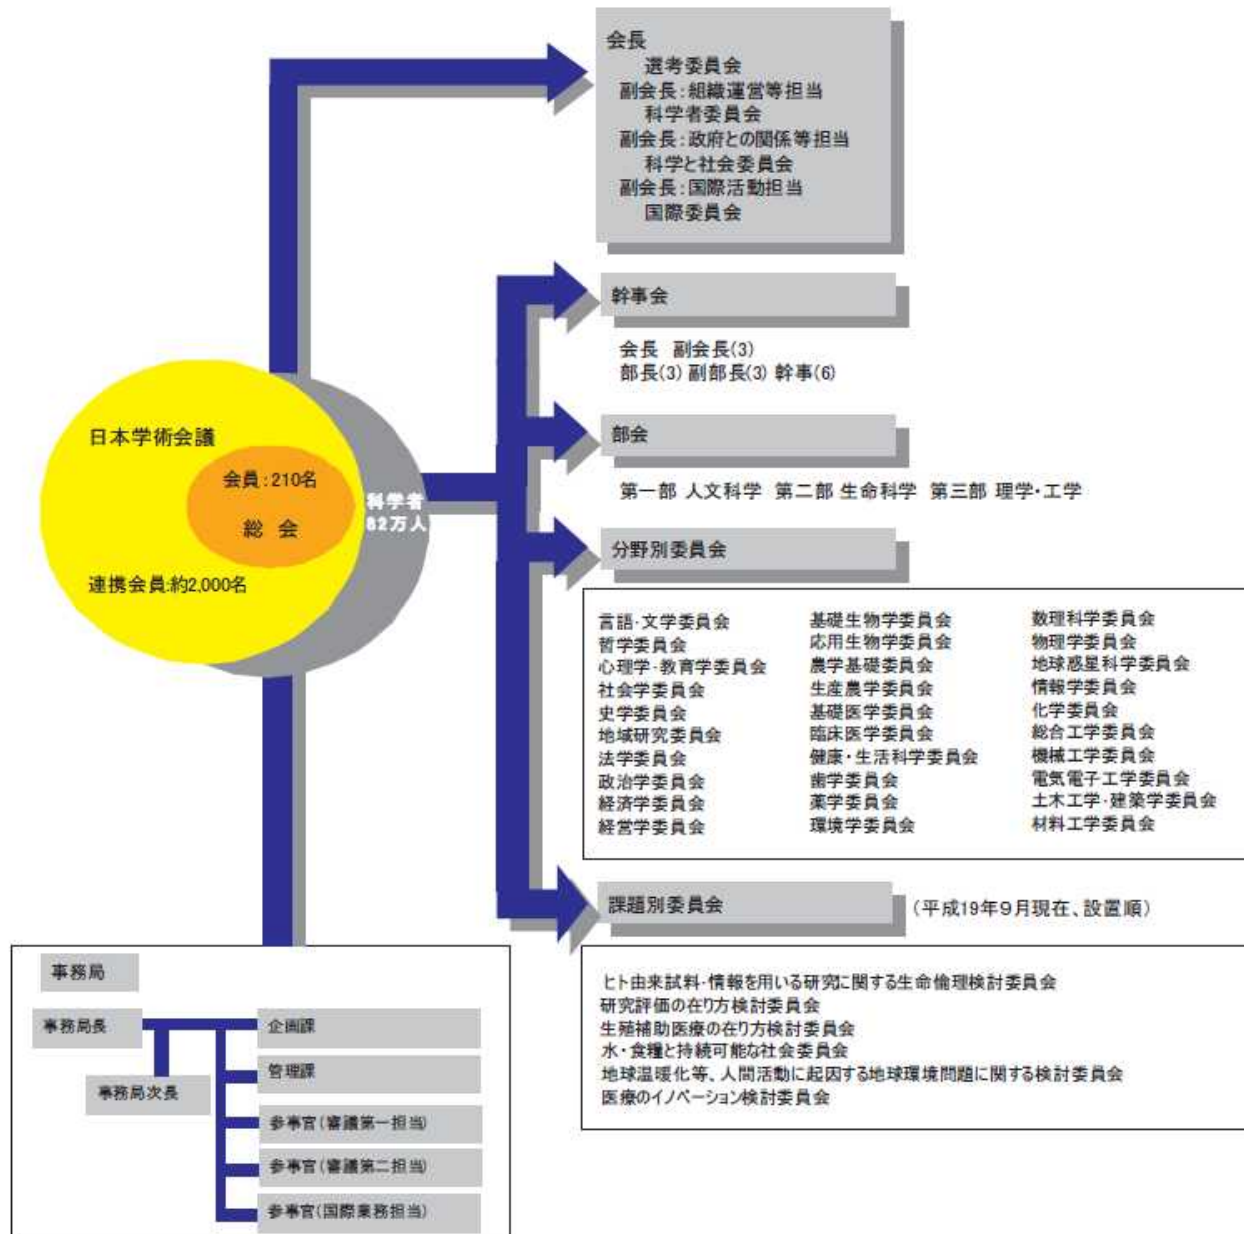 会長
選考委員会
副会長:組織運営等担当
科学者委員会
副会長:政府との関係等担当
科学と社会委員会
副会長:国際活動担当
国際委員会
幹事会
会長 副会長(3)
部長(3) 副部長(3) 幹事(6)
部会
第一部 人文科学 第二部 生命科学 第三部 理学・工学
日本学術会議
会員:210名
総 会
連携会員:約2,000名
科学者
82万人
分野別委員会
言語・文学委員会
哲学委員会
心理学・教育学委員会
社会学委員会
史学委員会
地域研究委員会
法学委員会
政治学委員会
経済学委員会
経営学委員会
基礎生物学委員会
応用生物学委員会
農学基礎委員会
生産農学委員会
基礎医学委員会
臨床医学委員会
健康・生活科学委員会
歯学委員会
薬学委員会
環境学委員会
数理科学委員会
物理学委員会
地球惑星科学委員会
情報学委員会
化学委員会
総合工学委員会
機械工学委員会
電気電子工学委員会
土木工学・建築学委員会
材料工学委員会
課題別委員会
(平成19年9月現在、設置順)
ヒト由来試料・情報を用いる研究に関する生命倫理検討委員会
研究評価の在り方検討委員会
生殖補助医療の在り方検討委員会
水・食糧と持続可能な社会委員会
地球温暖化等、人間活動に起因する地球環境問題に関する検討委員会
医療のイノベーション検討委員会
事務局
事務局長
事務局次長
企画課
管理課
参事官(審議第一担当)
参事官(審議第二担当)
参事官(国際業務担当)